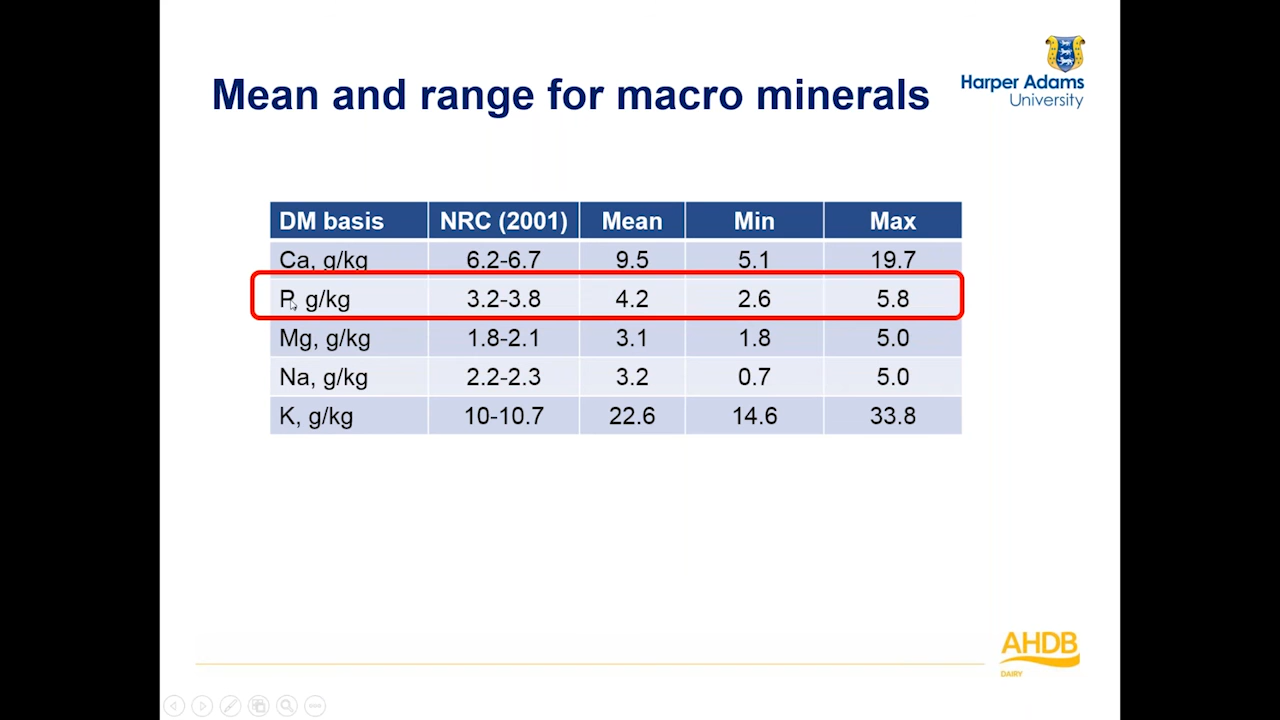 Mean and range for macro minerals
Harper Adams
University
DM basis NRC (2001) Mean Min Max
Ca, g/kg 6.2-6.7 9.5 5.1 19.7
P, g/kg 3.2-3.8 4.2 2.6 5.8
Mg, g/kg 1.8-2.1 3.1 1.8 5.0
Na, g/kg 2.2-2.3 3.2 0.7 5.0
K, g/kg 10-10.7 22.6 14.6 33.8
AHDB
DAIRY